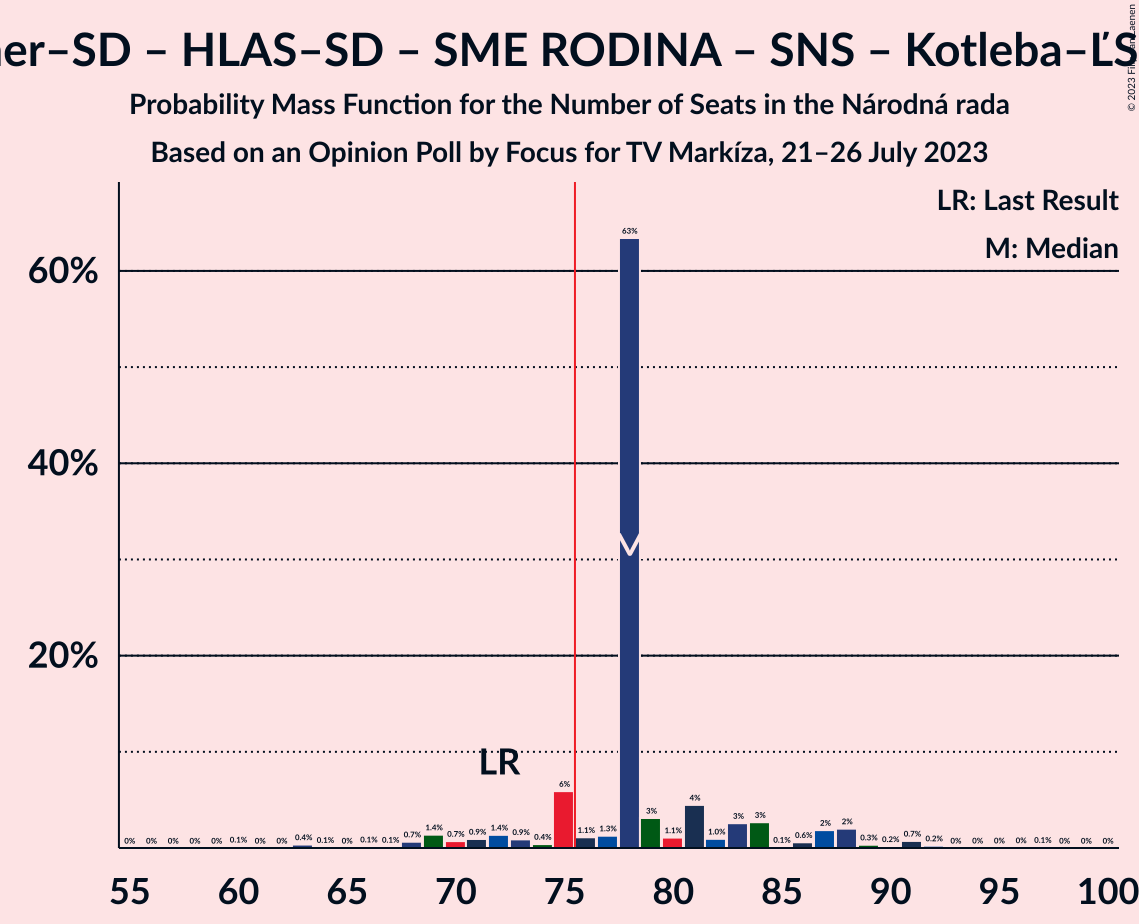 er–SD – HLAS–SD – SME RODINA – SNS – Kotleba–ĽS
Probability Mass Function for the Number of Seats in the Národná rada
Based on an Opinion Poll by Focus for TV Markíza, 21–26 July 2023
© 2023
LR: Last Result
M: Median
60%
40%
20%
LR
0% 0% 0% 0% 0% 0.1% 0% 0% 0.4% 0.1% 0% 0.1% 0.1% 0.7% 1.4% 0.7% 0.9% 1.4% 0.9% 0.4% 6% 1.1% 1.3% 63% 3% 1.1% 4% 1.0% 3% 3% 0.1% 0.6% 2% 2% 0.3% 0.2% 0.7% 0.2% 0% 0% 0% 0% 0.1% 0% 0% 0%
55 60 65 70 75 80 85 90 95 100